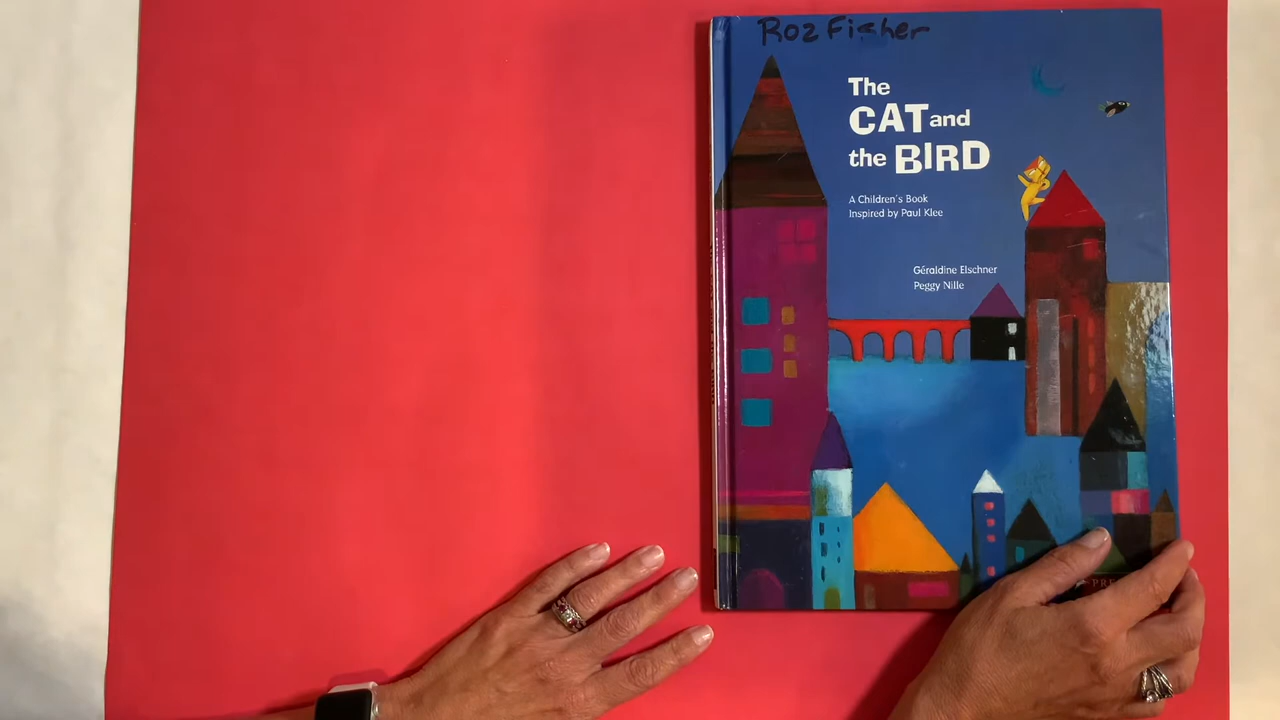 Roz Fisher
The
CAT and
the BIRD
A Children's Book
Inspired by Paul Klee
Géraldine Elschner
Peggy Nille